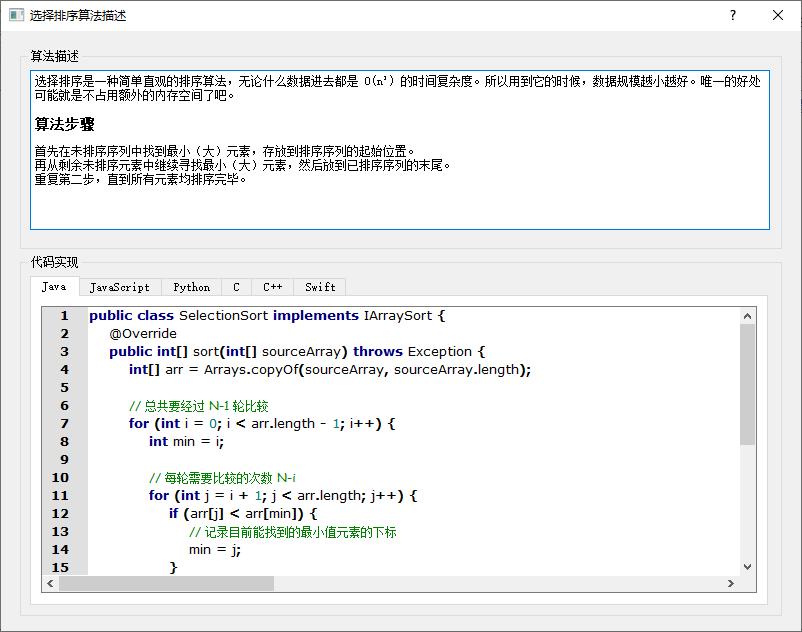 选择排序算法描述
?
算法描述
选择排序是一种简单直观的排序算法，无论什么数据进去都是 O(n²) 的时间复杂度。所以用到它的时候，数据规模越小越好。唯一的好处
可能就是不占用额外的内存空间了吧。
算法步骤
首先在未排序序列中找到最小（大）元素，存放到排序序列的起始位置。
再从剩余未排序元素中继续寻找最小（大）元素，然后放到已排序序列的末尾。
重复第二步，直到所有元素均排序完毕。
代码实现
Java JavaScript Python C C++ Swift
1 public class SelectionSort implements IArraySort {
2 @Override
3 public int[] sort(int[] sourceArray) throws Exception {
4 int[] arr = Arrays.copyOf(sourceArray, sourceArray.length);
5
6 // 总共要经过 N-1 轮比较
7 for (int i = 0; i < arr.length - 1; i++) {
8 int min = i;
9
10 // 每轮需要比较的次数 N-i
11 for (int j = i + 1; j < arr.length; j++) {
12 if (arr[j] < arr[min]) {
13 // 记录目前能找到的最小值元素的下标
14 min = j;
15 }